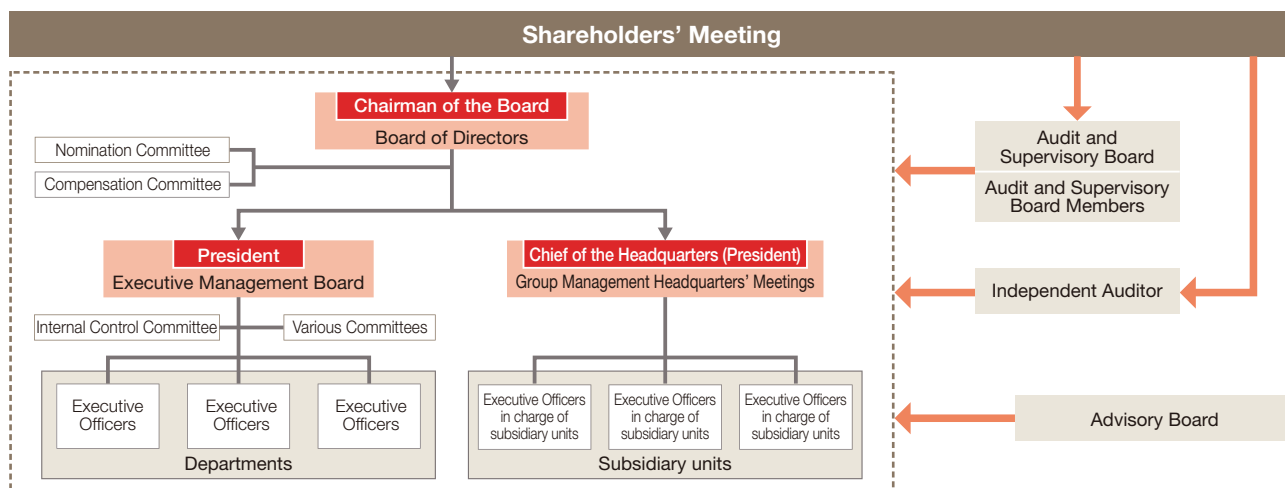 Shareholders' Meeting
Chairman of the Board
Board of Directors
Nomination Committee
Compensation Committee
Audit and
Supervisory Board
Audit and Supervisory
Board Members
President
Executive Management Board
Chief of the Headquarters (President)
Group Management Headquarters' Meetings
Independent Auditor
Internal Control Committee
Various Committees
Executive
Officers
Executive
Officers
Executive
Officers
Departments
Executive Officers
in charge of
subsidiary units
Executive Officers
in charge of
subsidiary units
Executive Officers
in charge of
subsidiary units
Subsidiary units
Advisory Board